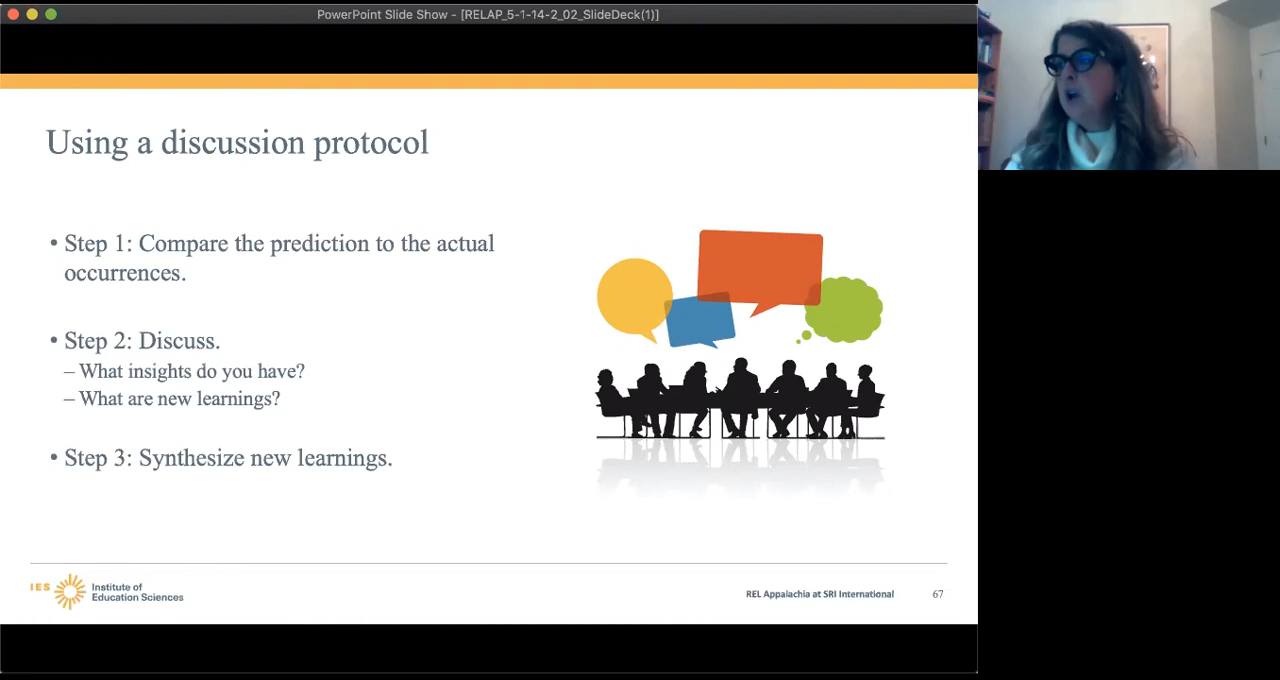 PowerPoint Slide Show - [RELAP_5-1-14-2_02_SlideDeck(1)]
Using a discussion protocol
• Step 1: Compare the prediction to the actual
occurrences.
• Step 2: Discuss.
– What insights do you have?
– What are new learnings?
• Step 3: Synthesize new learnings.
IES
Institute of
Education Sciences
REL Appalachia at SRI International
67